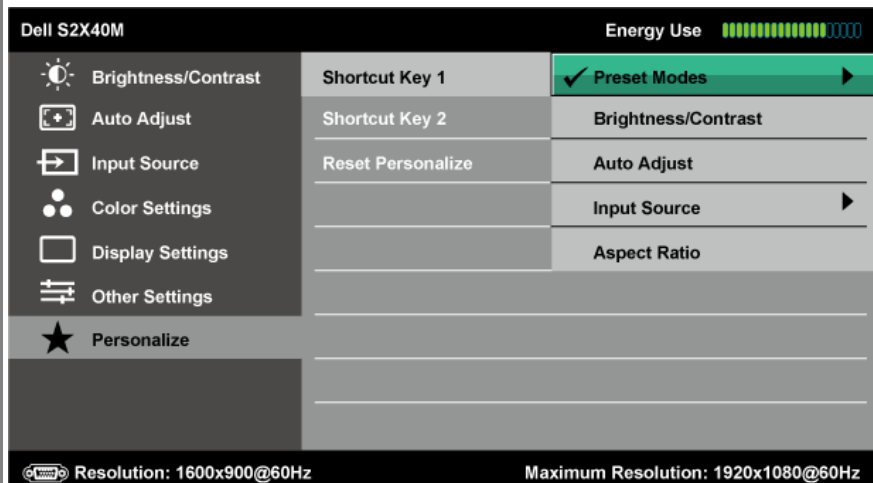 Dell S2X40M
Energy Use
Brightness/Contrast
Auto Adjust
Input Source
Color Settings
Display Settings
Other Settings
Personalize
Shortcut Key 1
Shortcut Key 2
Reset Personalize
Preset Modes
Brightness/Contrast
Auto Adjust
Input Source
Aspect Ratio
Resolution: 1600x900@60Hz
Maximum Resolution: 1920x1080@60Hz